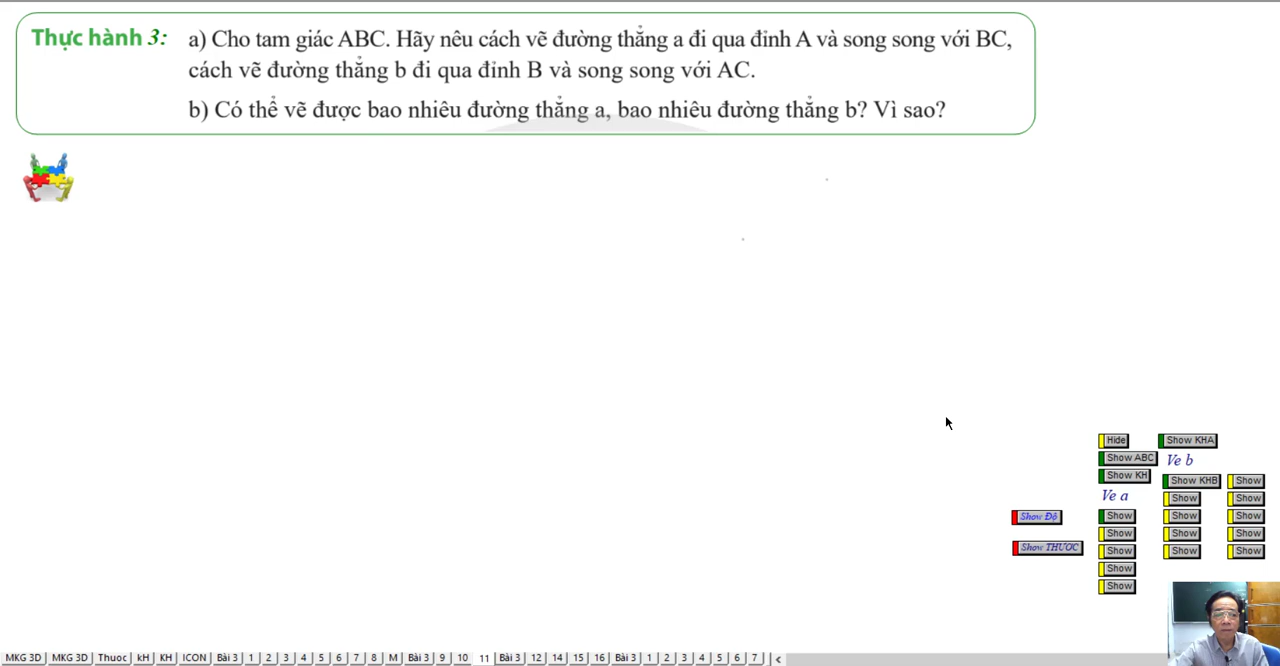 Thực hành 3: a) Cho tam giác ABC. Hãy nêu cách vẽ đường thẳng a đi qua đỉnh A và song song với BC,
cách vẽ đường thẳng b đi qua đỉnh B và song song với AC.
b) Có thể vẽ được bao nhiêu đường thẳng a, bao nhiêu đường thẳng b? Vì sao?
Hide Show KHA
Show ABC Ve b
Show KH Show KHB Show
Ve a Show Show
Show Độ Show Show Show
Show Show Show
Show THƯỚC Show Show Show
Show
Show
MKG 3D MKG 3D Thuoc kH KH ICON Bài 3 1 2 3 4 5 6 7 8 M Bài 3 9 10 11 Bài 3 12 14 15 16 Bài 3 1 2 3 4 5 6 7 <